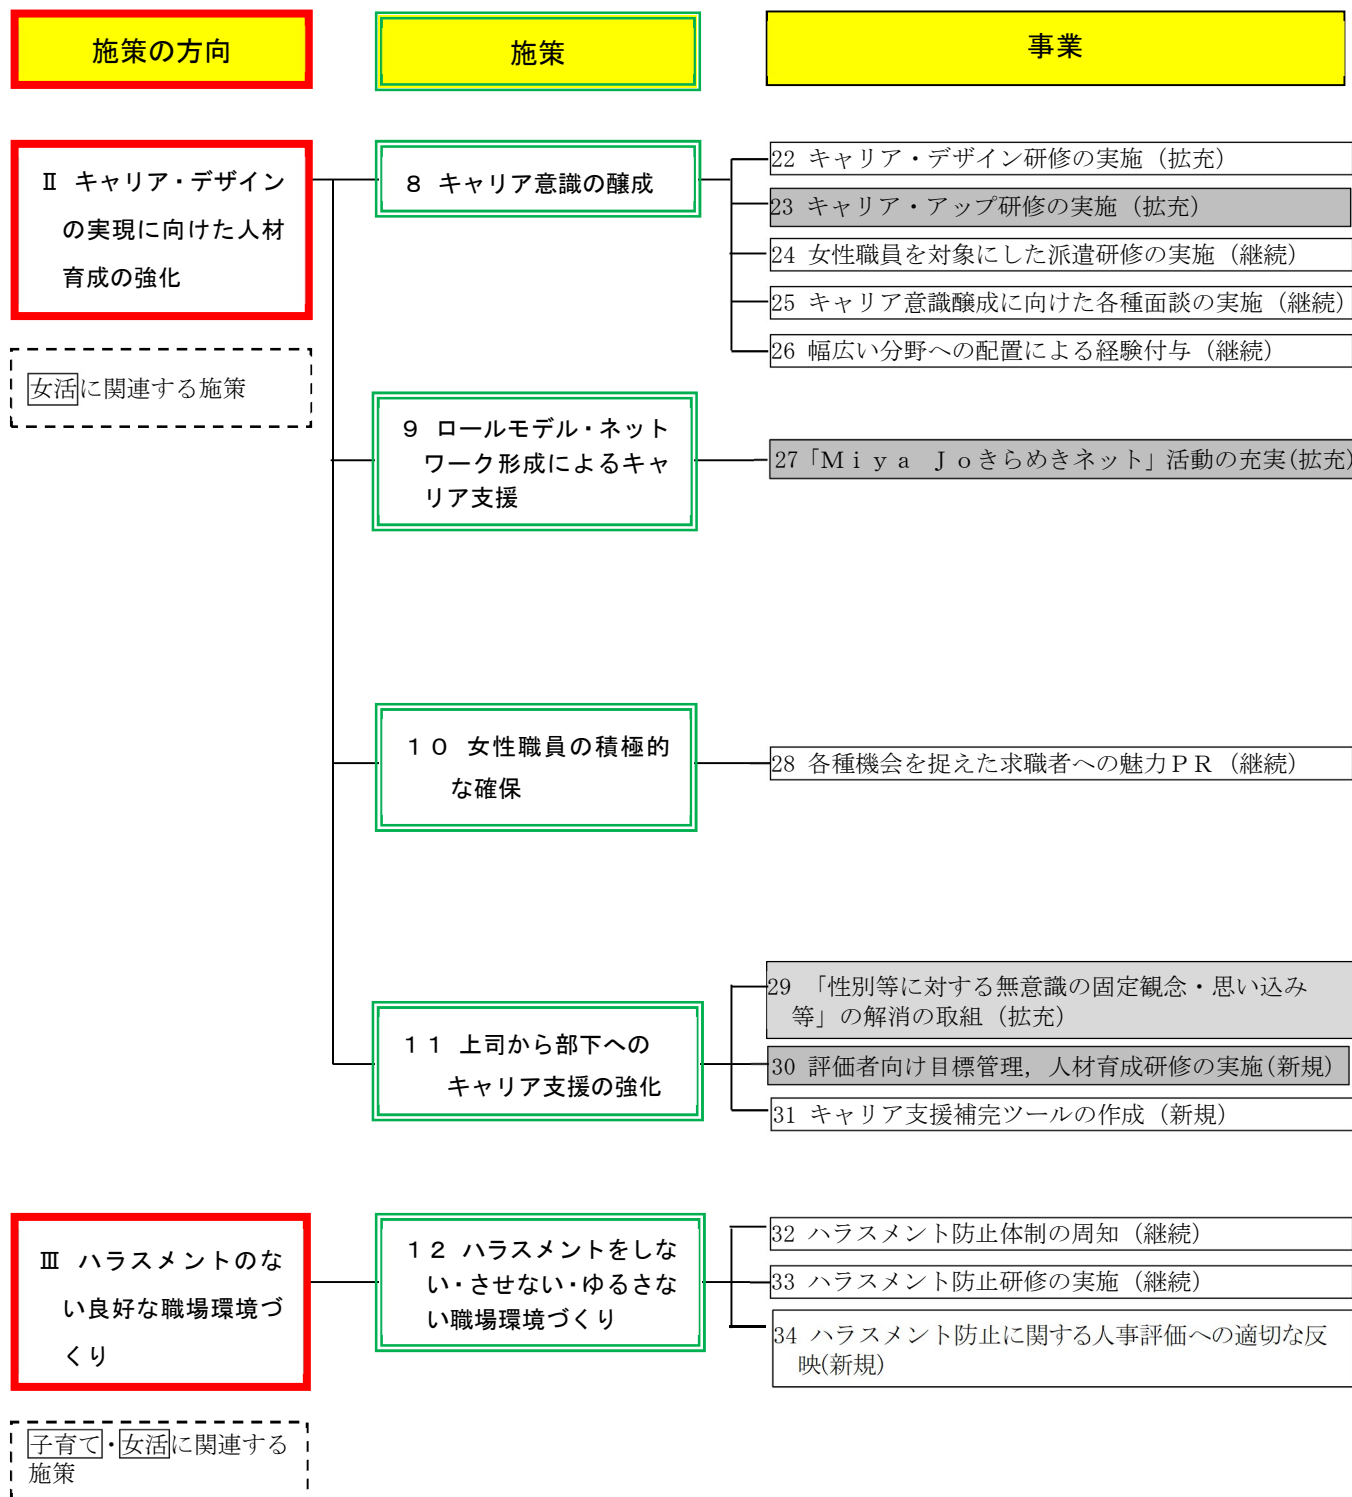 施策の方向
施策
事業
Ⅱ キャリア・デザイン
の実現に向けた人材
育成の強化
女活に関連する施策
８ キャリア意識の醸成
22 キャリア・デザイン研修の実施（拡充）
23 キャリア・アップ研修の実施（拡充）
24 女性職員を対象にした派遣研修の実施（継続）
25 キャリア意識醸成に向けた各種面談の実施（継続）
26 幅広い分野への配置による経験付与（継続）
９ ロールモデル・ネット
ワーク形成によるキャ
リア支援
27「Ｍｉｙａ　Ｊｏきらめきネット」活動の充実(拡充)
１０ 女性職員の積極的
な確保
28 各種機会を捉えた求職者への魅力ＰＲ（継続）
１１ 上司から部下への
キャリア支援の強化
29 「性別等に対する無意識の固定観念・思い込み
等」の解消の取組（拡充）
30 評価者向け目標管理，人材育成研修の実施(新規)
31 キャリア支援補完ツールの作成（新規）
Ⅲ ハラスメントのな
い良好な職場環境づ
くり
子育て・女活に関連する
施策
１２ ハラスメントをしな
い・させない・ゆるさな
い職場環境づくり
32 ハラスメント防止体制の周知（継続）
33 ハラスメント防止研修の実施（継続）
34 ハラスメント防止に関する人事評価への適切な反
映(新規)